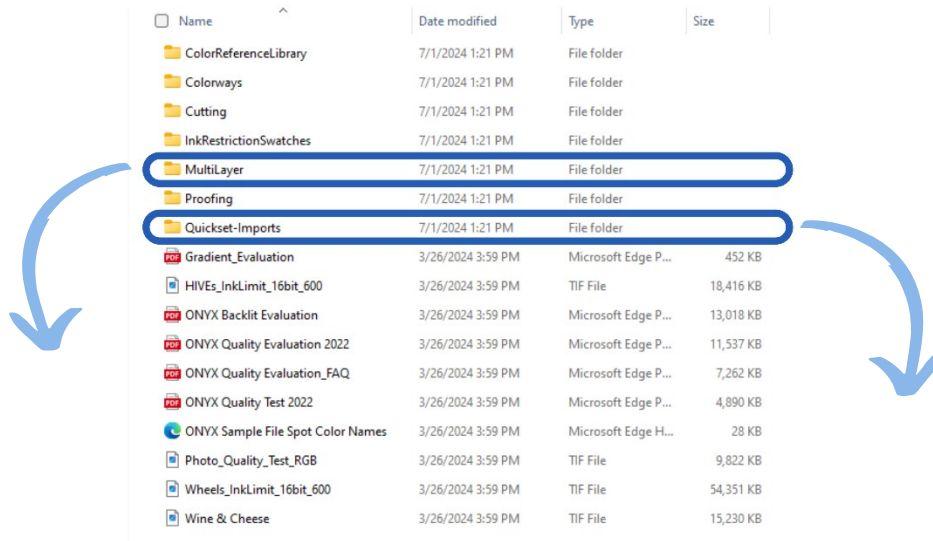 Name Date modified Type Size
ColorReferenceLibrary 7/1/2024 1:21 PM File folder
Colorways 7/1/2024 1:21 PM File folder
Cutting 7/1/2024 1:21 PM File folder
InkRestrictionSwatches 7/1/2024 1:21 PM File folder
MultiLayer 7/1/2024 1:21 PM File folder
Proofing 7/1/2024 1:21 PM File folder
Quickset-Imports 7/1/2024 1:21 PM File folder
PDF Gradient_Evaluation 3/26/2024 3:59 PM Microsoft Edge P... 452 KB
HIVEs_InkLimit_16bit_600 3/26/2024 3:59 PM TIF File 18,416 KB
PDF ONYX Backlit Evaluation 3/26/2024 3:59 PM Microsoft Edge P... 13,018 KB
PDF ONYX Quality Evaluation 2022 3/26/2024 3:59 PM Microsoft Edge P... 11,537 KB
PDF ONYX Quality Evaluation_FAQ 3/26/2024 3:59 PM Microsoft Edge P... 7,262 KB
PDF ONYX Quality Test 2022 3/26/2024 3:59 PM Microsoft Edge P... 4,890 KB
ONYX Sample File Spot Color Names 3/26/2024 3:59 PM Microsoft Edge H... 28 KB
Photo_Quality_Test_RGB 3/26/2024 3:59 PM TIF File 9,822 KB
Wheels_InkLimit_16bit_600 3/26/2024 3:59 PM TIF File 54,351 KB
Wine & Cheese 3/26/2024 3:59 PM TIF File 15,230 KB